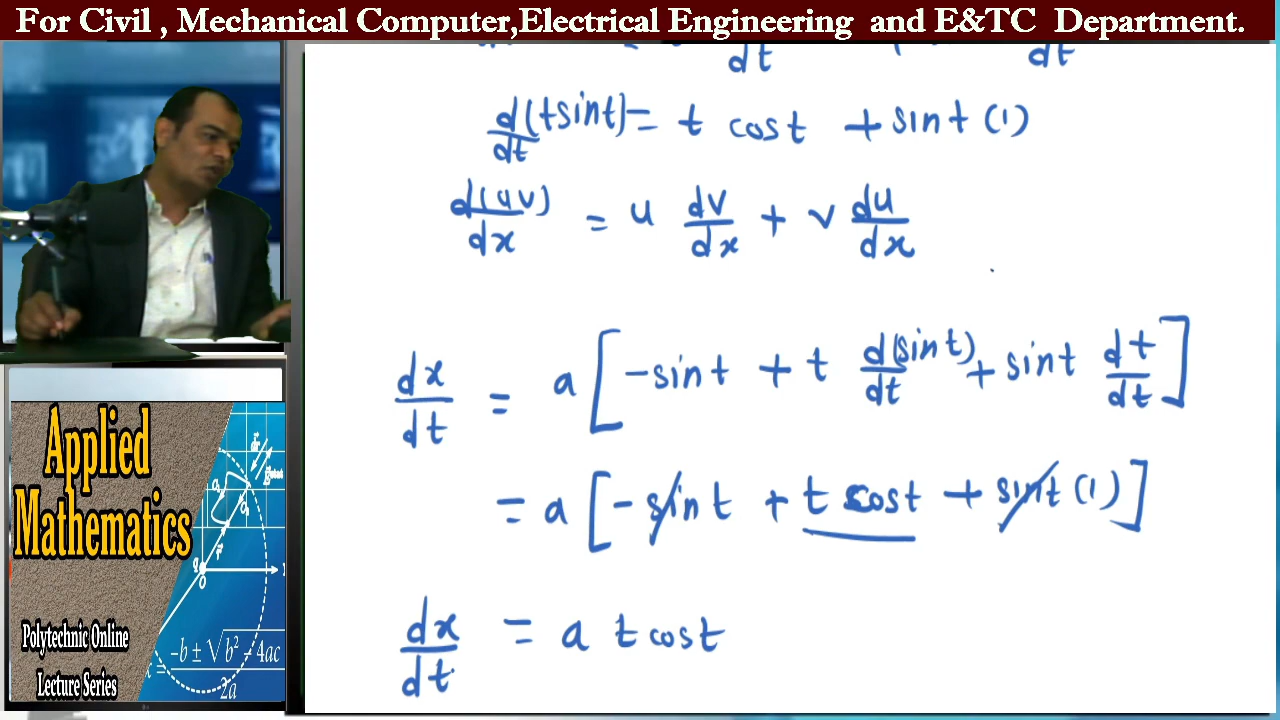 For Civil , Mechanical Computer,Electrical Engineering and E&TC Department.
dt dt
d(tsint)/dt = t cost + sint (1)
d(uv)/dx = u dv/dx + v du/dx
dx/dt = a [-sint + t d(sint)/dt + sint dt/dt]
= a [- sint + t cost + sint (1)]
dx/dt = a t cost
Applied
Mathematics
Polytechnic Online
Lecture Series
-b ± √b² - 4ac
2a